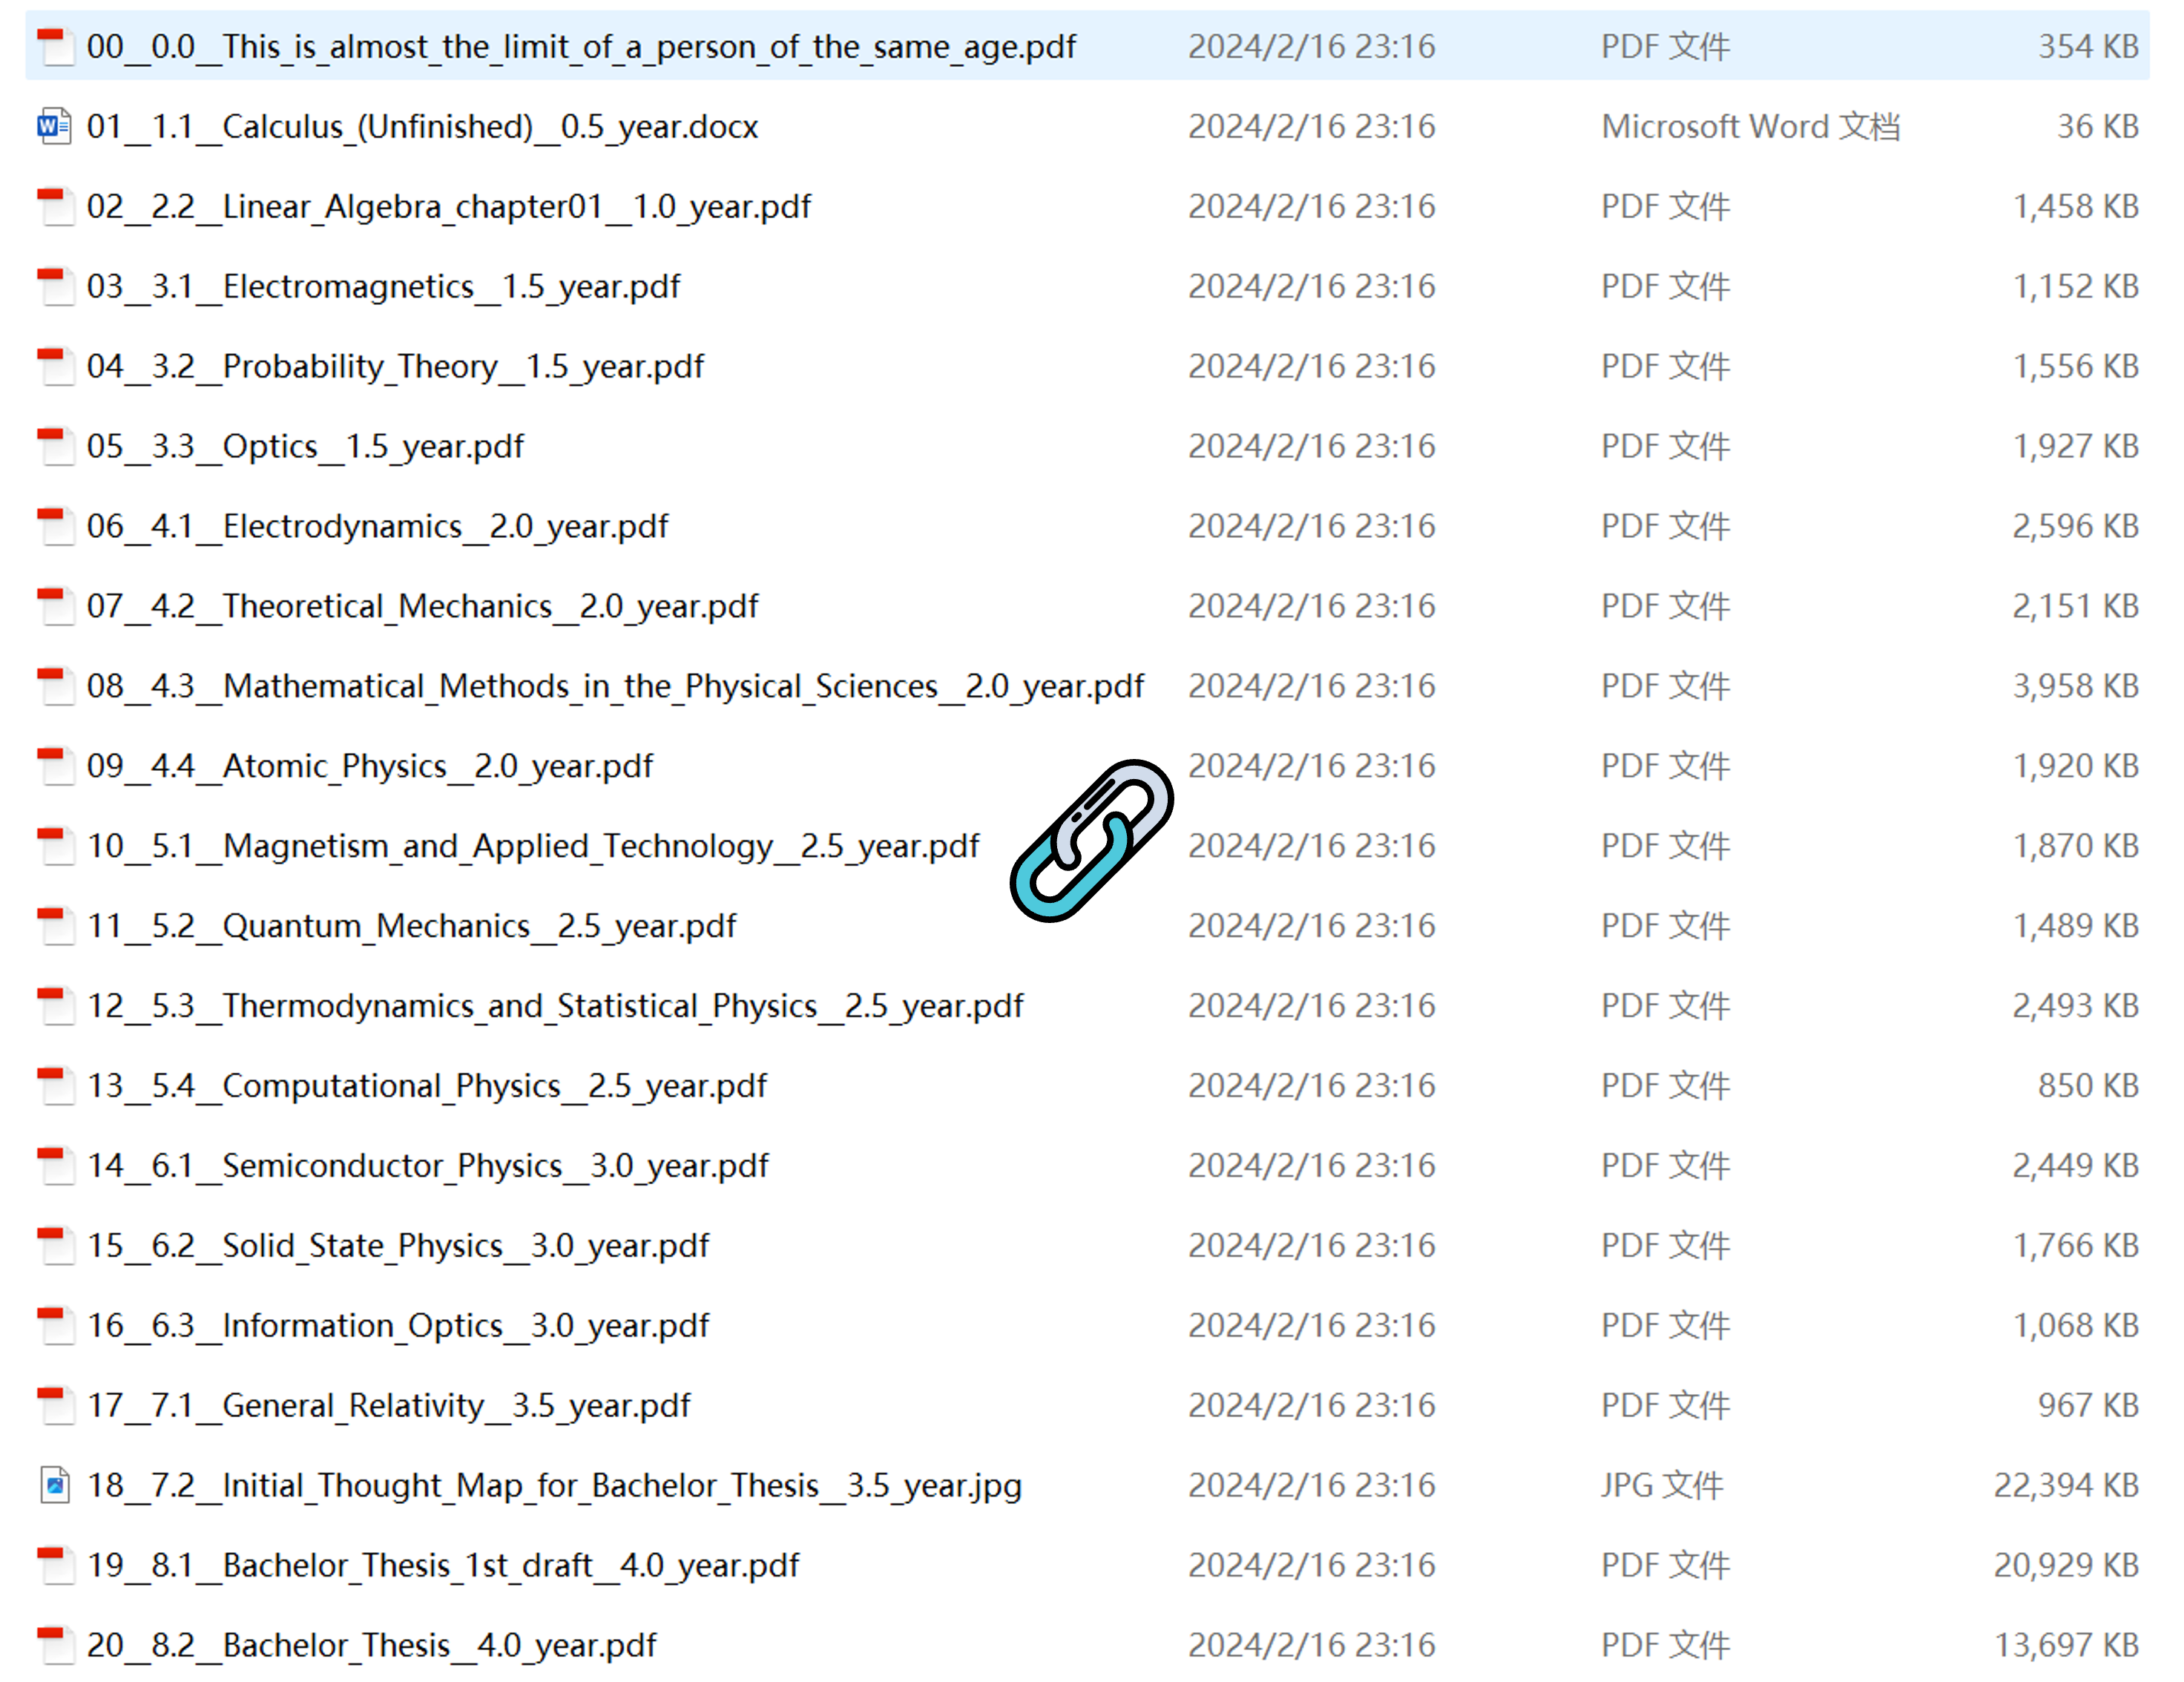 00__0.0__This_is_almost_the_limit_of_a_person_of_the_same_age.pdf 2024/2/16 23:16 PDF 文件 354 KB
01__1.1__Calculus_(Unfinished)__0.5_year.docx 2024/2/16 23:16 Microsoft Word 文档 36 KB
02__2.2__Linear_Algebra_chapter01__1.0_year.pdf 2024/2/16 23:16 PDF 文件 1,458 KB
03__3.1__Electromagnetics__1.5_year.pdf 2024/2/16 23:16 PDF 文件 1,152 KB
04__3.2__Probability_Theory__1.5_year.pdf 2024/2/16 23:16 PDF 文件 1,556 KB
05__3.3__Optics__1.5_year.pdf 2024/2/16 23:16 PDF 文件 1,927 KB
06__4.1__Electrodynamics__2.0_year.pdf 2024/2/16 23:16 PDF 文件 2,596 KB
07__4.2__Theoretical_Mechanics__2.0_year.pdf 2024/2/16 23:16 PDF 文件 2,151 KB
08__4.3__Mathematical_Methods_in_the_Physical_Sciences__2.0_year.pdf 2024/2/16 23:16 PDF 文件 3,958 KB
09__4.4__Atomic_Physics__2.0_year.pdf 2024/2/16 23:16 PDF 文件 1,920 KB
10__5.1__Magnetism_and_Applied_Technology__2.5_year.pdf 2024/2/16 23:16 PDF 文件 1,870 KB
11__5.2__Quantum_Mechanics__2.5_year.pdf 2024/2/16 23:16 PDF 文件 1,489 KB
12__5.3__Thermodynamics_and_Statistical_Physics__2.5_year.pdf 2024/2/16 23:16 PDF 文件 2,493 KB
13__5.4__Computational_Physics__2.5_year.pdf 2024/2/16 23:16 PDF 文件 850 KB
14__6.1__Semiconductor_Physics__3.0_year.pdf 2024/2/16 23:16 PDF 文件 2,449 KB
15__6.2__Solid_State_Physics__3.0_year.pdf 2024/2/16 23:16 PDF 文件 1,766 KB
16__6.3__Information_Optics__3.0_year.pdf 2024/2/16 23:16 PDF 文件 1,068 KB
17__7.1__General_Relativity__3.5_year.pdf 2024/2/16 23:16 PDF 文件 967 KB
18__7.2__Initial_Thought_Map_for_Bachelor_Thesis__3.5_year.jpg 2024/2/16 23:16 JPG 文件 22,394 KB
19__8.1__Bachelor_Thesis_1st_draft__4.0_year.pdf 2024/2/16 23:16 PDF 文件 20,929 KB
20__8.2__Bachelor_Thesis__4.0_year.pdf 2024/2/16 23:16 PDF 文件 13,697 KB